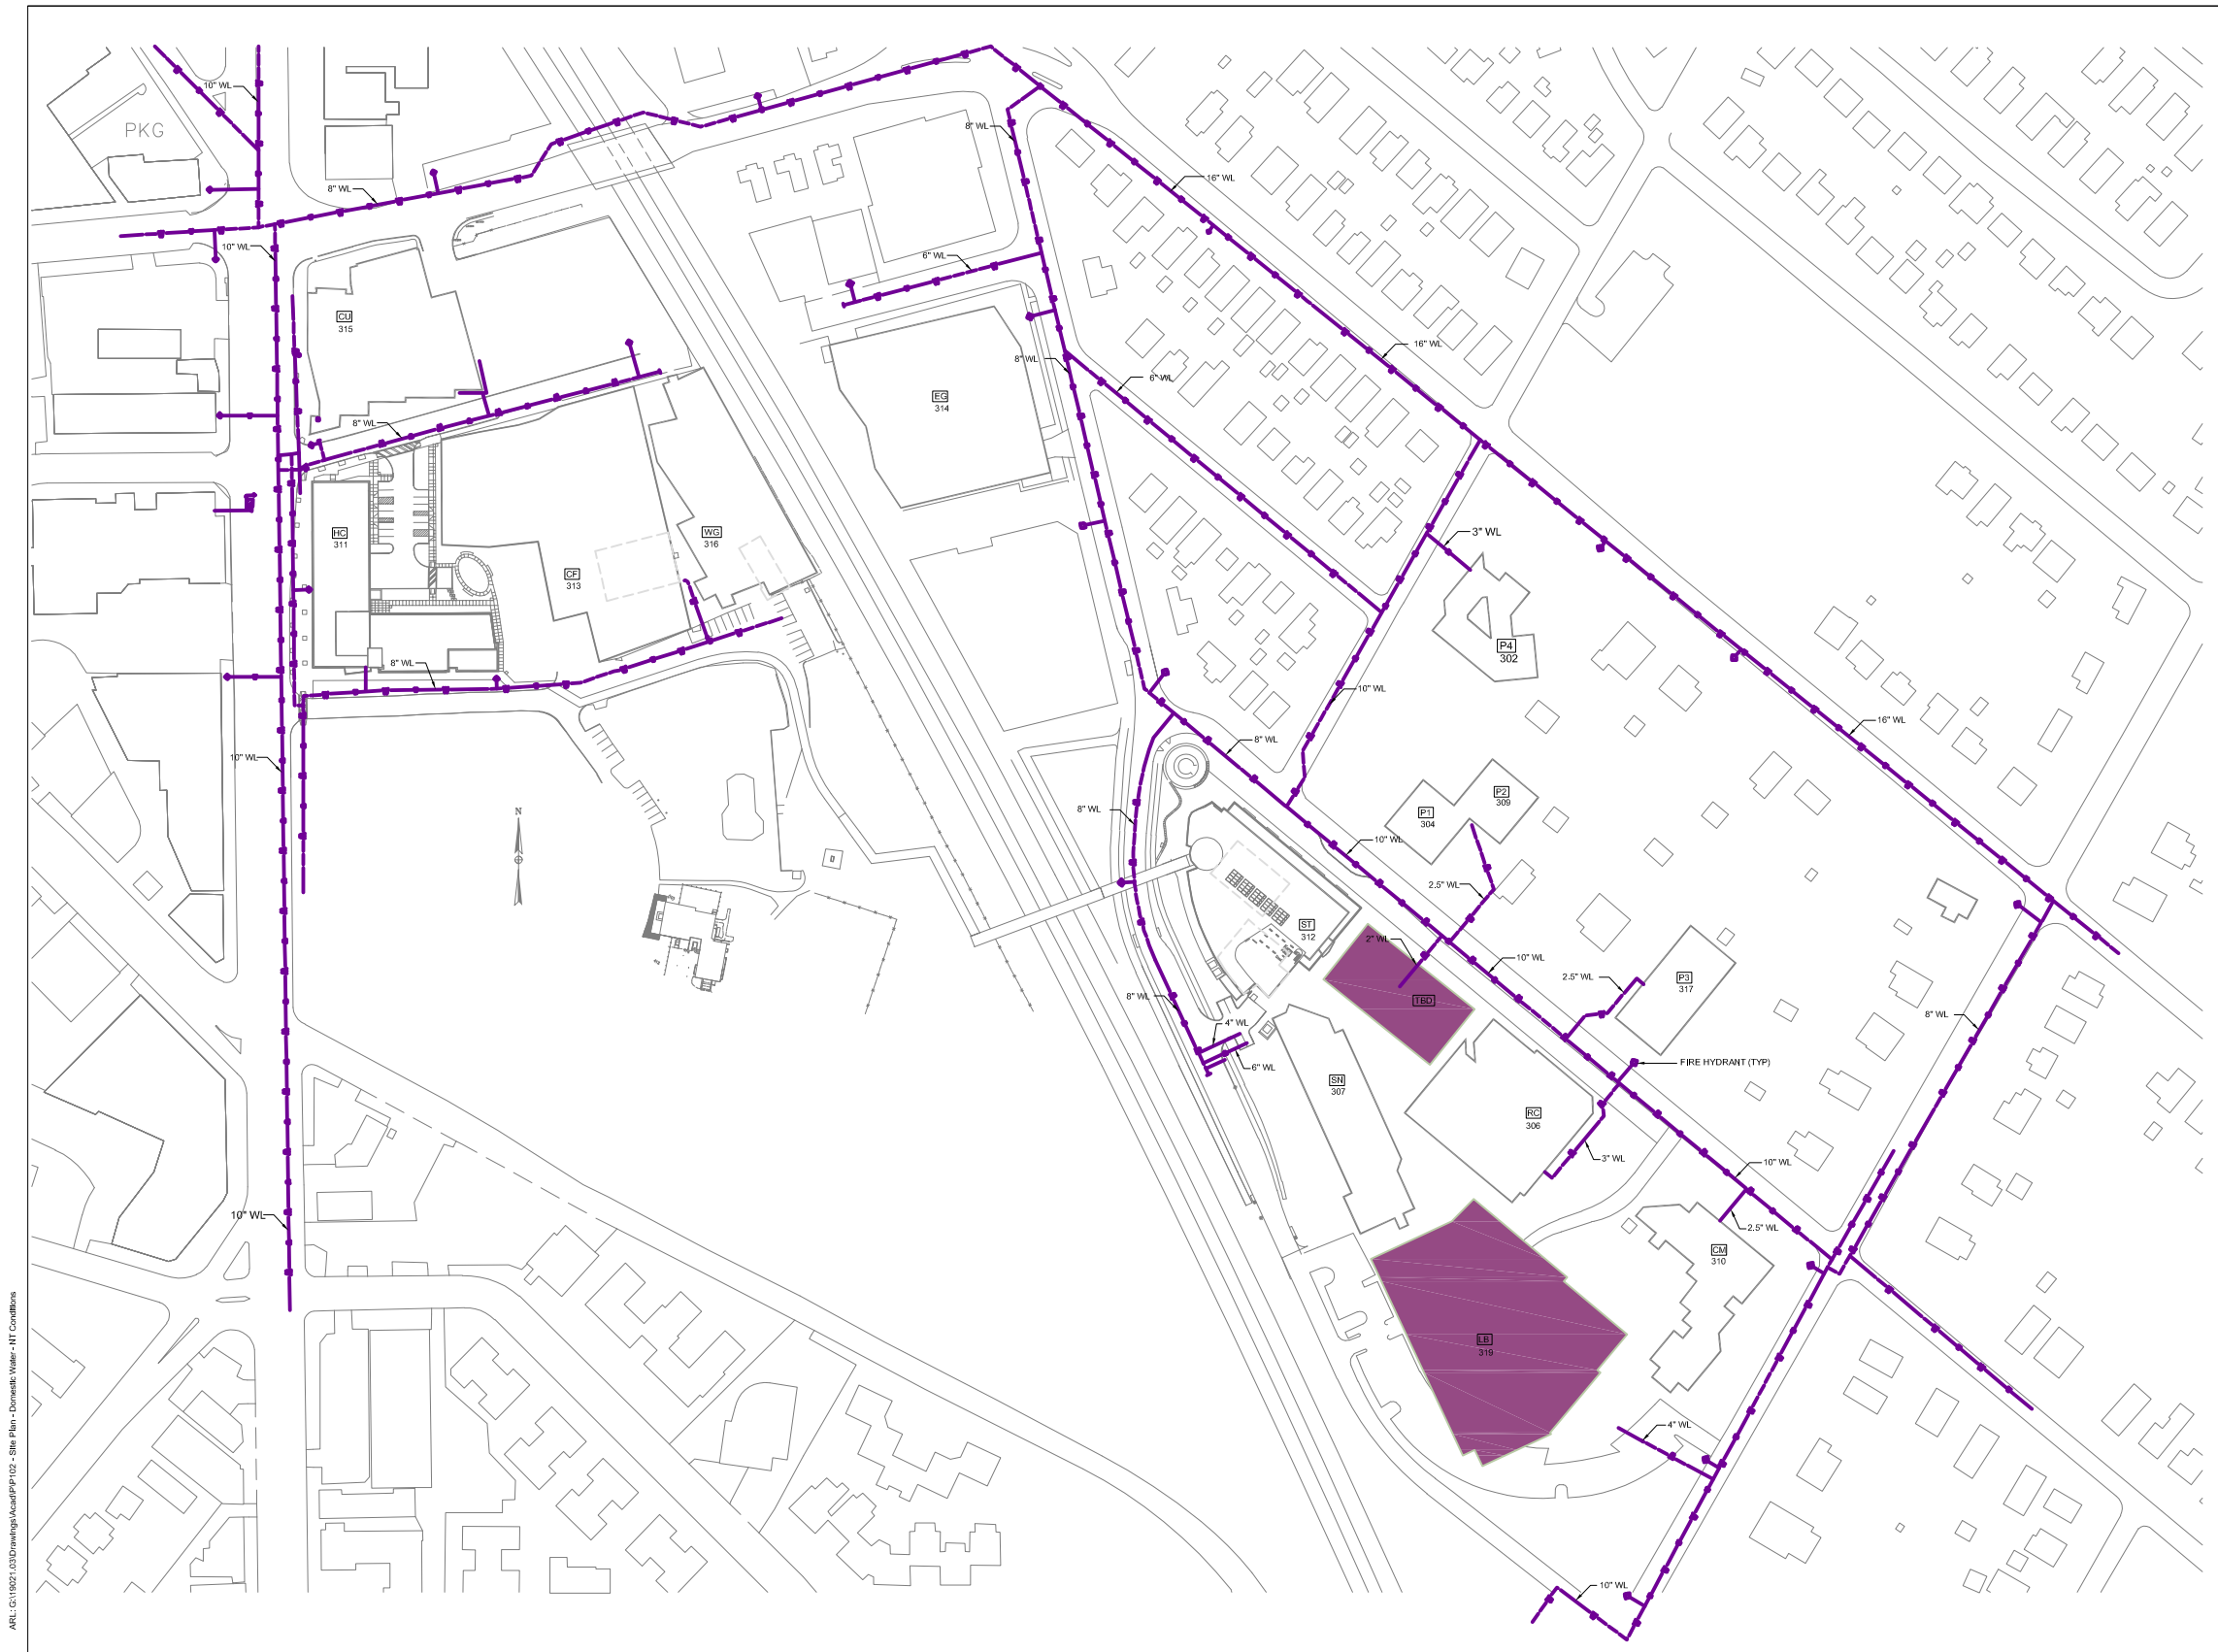 10" WL
PKG
8" WL
10" WL
8" WL
16" WL
6" WL
CU
315
8" WL
6" WL
16" WL
EG
314
8" WL
HC
311
WG
316
CF
313
3" WL
P4
302
8" WL
10" WL
8" WL
16" WL
10" WL
P2
309
P1
304
8" WL
10" WL
2.5" WL
ST
312
2" WL
10" WL
2.5" WL
P3
317
TBD
8" WL
4" WL
8" WL
6" WL
FIRE HYDRANT (TYP)
SN
307
RC
306
3" WL
10" WL
10" WL
2.5" WL
CM
310
LB
319
4" WL
10" WL
N
ARL: G:\19021.03\Drawings\Acad\P\P102 - Site Plan - Domestic Water - NT Conditions